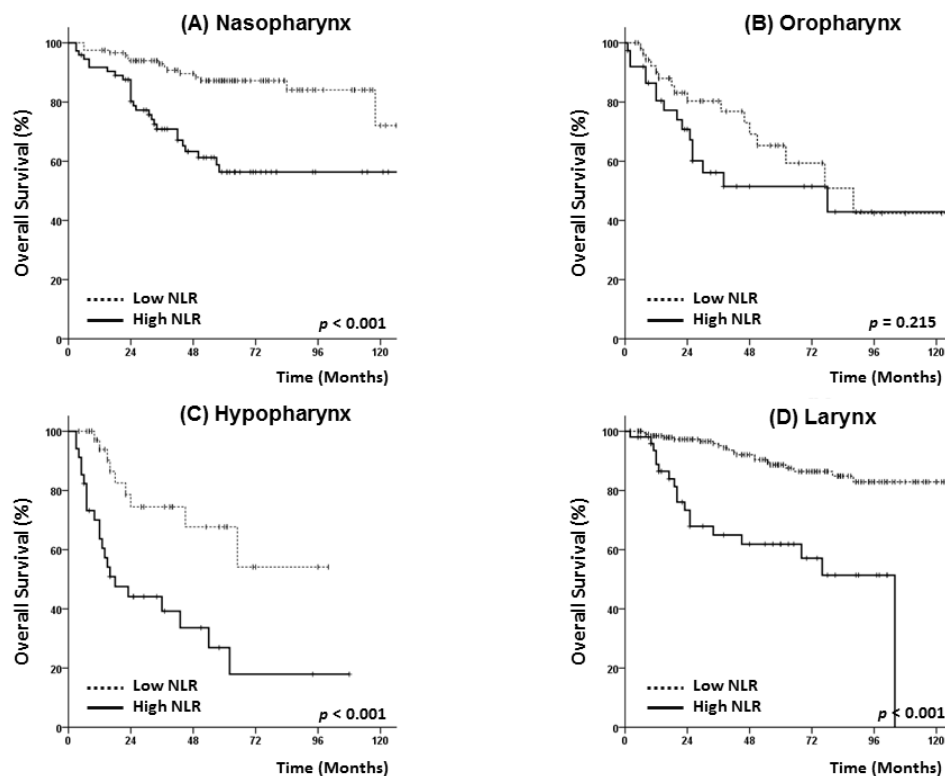 (A) Nasopharynx
Overall Survival (%)
100
80
60
40
20
0
Low NLR
High NLR
p < 0.001
0 24 48 72 96 120
Time (Months)
(B) Oropharynx
Overall Survival (%)
100
80
60
40
20
0
Low NLR
High NLR
p = 0.215
0 24 48 72 96 120
Time (Months)
(C) Hypopharynx
Overall Survival (%)
100
80
60
40
20
0
Low NLR
High NLR
p < 0.001
0 24 48 72 96 120
Time (Months)
(D) Larynx
Overall Survival (%)
100
80
60
40
20
0
Low NLR
High NLR
p < 0.001
0 24 48 72 96 120
Time (Months)